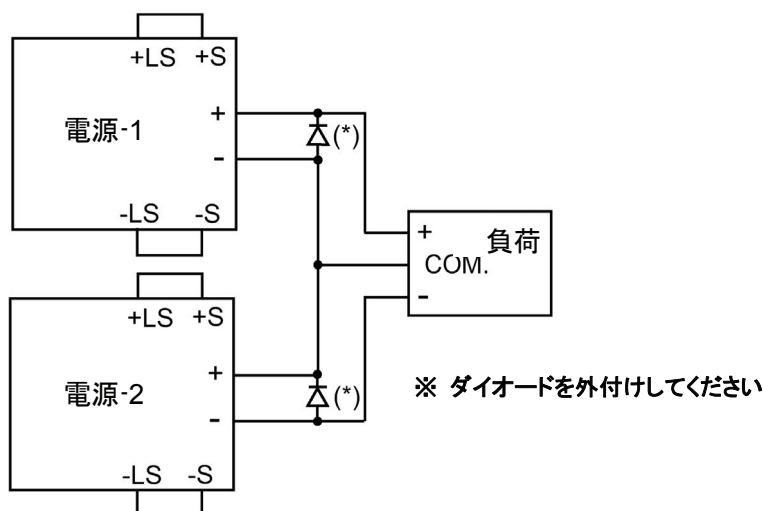 +LS +S
電源-1
+
-
(*)
-LS -S
+ 負荷
COM.
-
+LS +S
電源-2
+
-
(*)
-LS -S
※ ダイオードを外付けしてください